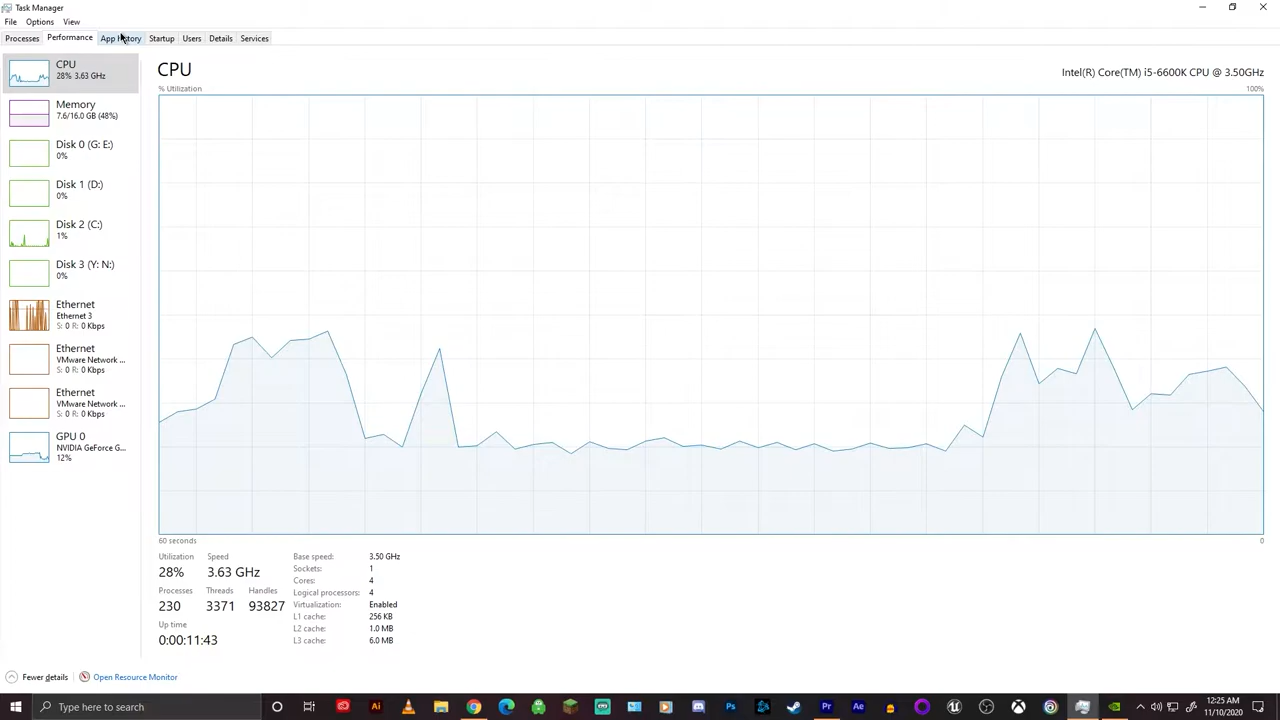 Task Manager
File Options View
Processes Performance App history Startup Users Details Services
CPU
28% 3.63 GHz
Memory
7.6/16.0 GB (48%)
Disk 0 (G: E:)
0%
Disk 1 (D:)
0%
Disk 2 (C:)
1%
Disk 3 (Y: N:)
0%
Ethernet
Ethernet 3
S: 0 R: 0 Kbps
Ethernet
VMware Network ...
S: 0 R: 0 Kbps
Ethernet
VMware Network ...
S: 0 R: 0 Kbps
GPU 0
NVIDIA GeForce G...
12%
CPU
Intel(R) Core(TM) i5-6600K CPU @ 3.50GHz
% Utilization 100%
60 seconds 0
Utilization Speed
28% 3.63 GHz
Processes Threads Handles
230 3371 93827
Up time
0:00:11:43
Base speed: 3.50 GHz
Sockets: 1
Cores: 4
Logical processors: 4
Virtualization: Enabled
L1 cache: 256 KB
L2 cache: 1.0 MB
L3 cache: 6.0 MB
Fewer details Open Resource Monitor
Type here to search
Ai Ps Pr Ae
12:25 AM
11/10/2020